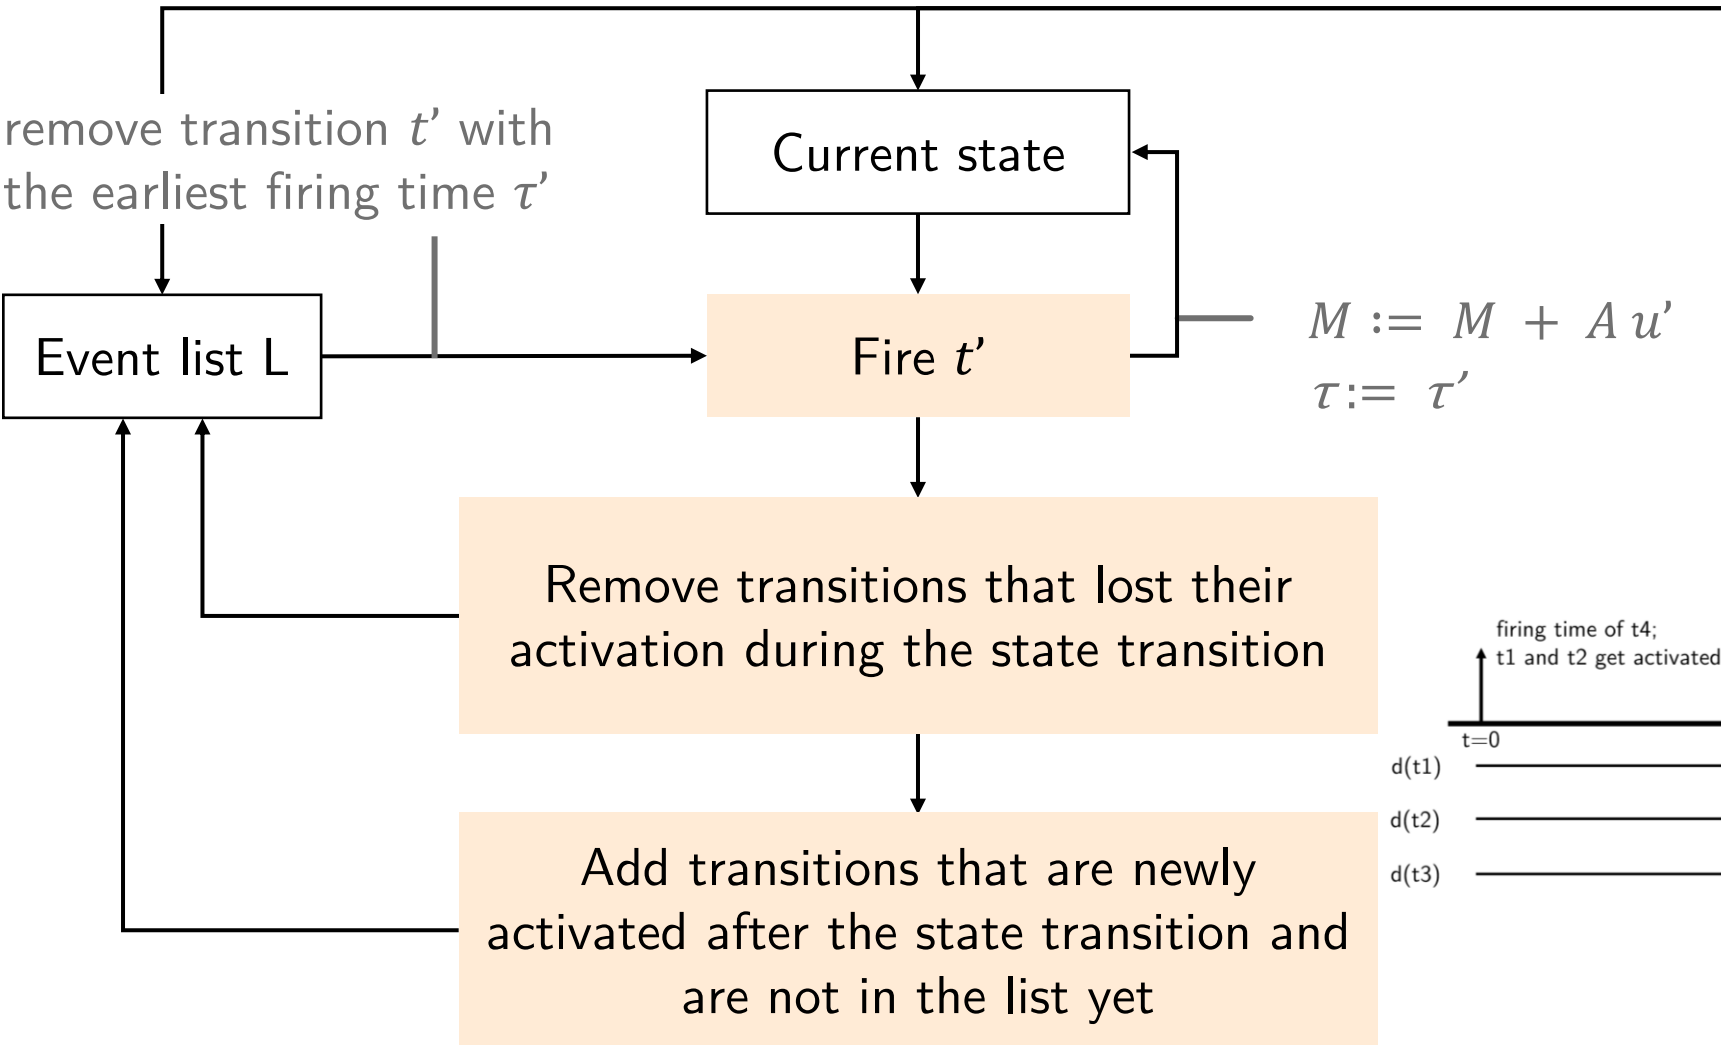 remove transition t’ with
the earliest firing time τ’
Current state
Event list L
Fire t’
M := M + A u’
τ := τ’
Remove transitions that lost their
activation during the state transition
firing time of t4;
t1 and t2 get activated
t=0
d(t1)
d(t2)
d(t3)
Add transitions that are newly
activated after the state transition and
are not in the list yet